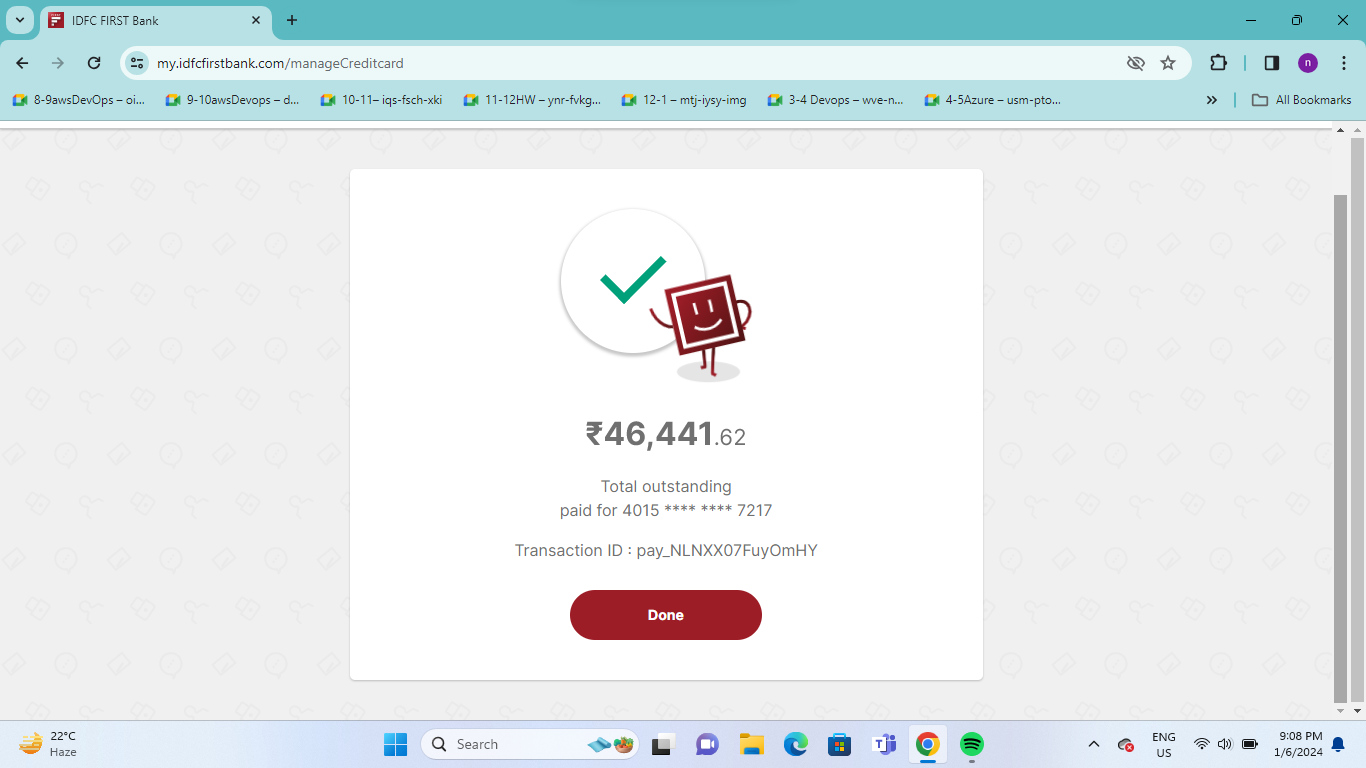 IDFC FIRST Bank
my.idfcfirstbank.com/manageCreditcard
n
8-9awsDevOps – oi...
9-10awsDevops – d...
10-11– iqs-fsch-xki
11-12HW – ynr-fvkg...
12-1 – mtj-iysy-img
3-4 Devops – wve-n...
4-5Azure – usm-pto...
All Bookmarks
₹46,441.62
Total outstanding
paid for 4015 **** **** 7217
Transaction ID : pay_NLNXX07FuyOmHY
Done
22°C
Haze
Search
ENG
US
9:08 PM
1/6/2024